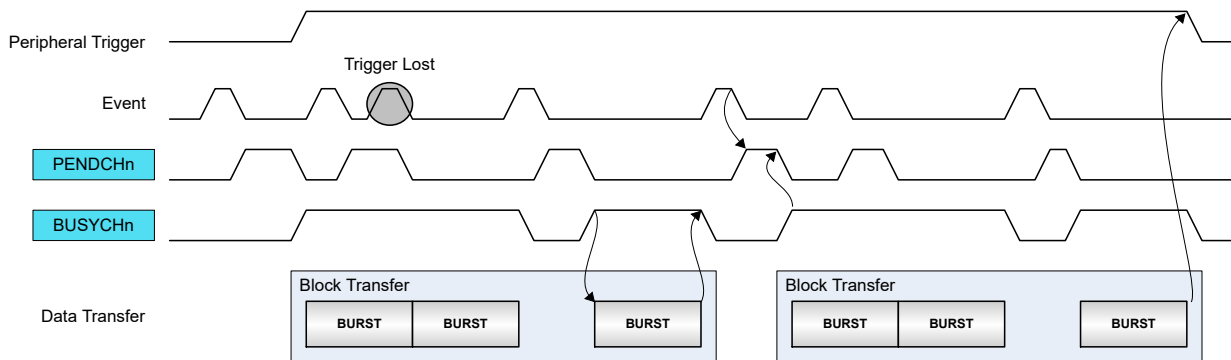 Peripheral Trigger
Trigger Lost
Event
PENDCHn
BUSYCHn
Block Transfer
Block Transfer
Data Transfer
BURST
BURST
BURST
BURST
BURST
BURST